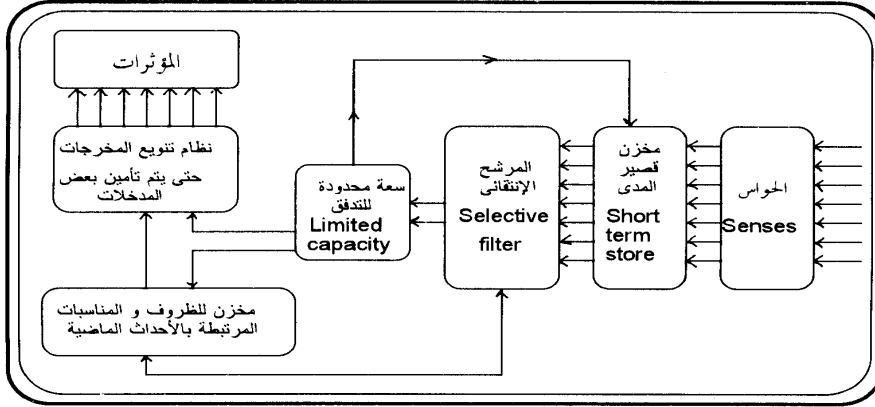 المؤثرات
نظام تنويع المخرجات
حتى يتم تأمين بعض
المدخلات
مخزن للظروف و المناسبات
المرتبطة بالأحداث الماضية
سعة محدودة
للتدفق
Limited
capacity
المرشح
الإنتقائى
Selective
filter
مخزن
قصير
المدى
Short
term
store
الحواس
Senses